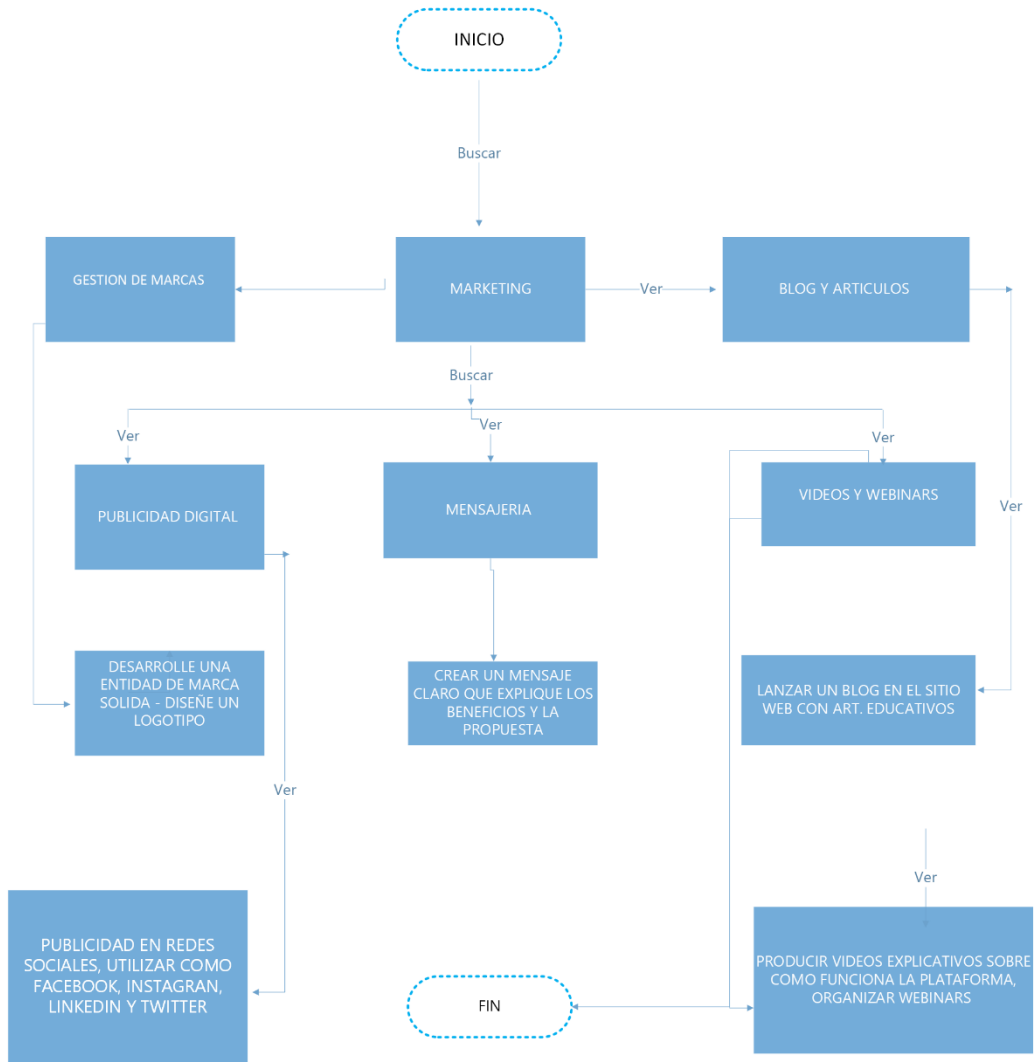 INICIO
Buscar
GESTION DE MARCAS
MARKETING
Ver
BLOG Y ARTICULOS
Buscar
Ver
Ver
Ver
PUBLICIDAD DIGITAL
MENSAJERIA
VIDEOS Y WEBINARS
Ver
DESARROLLE UNA
ENTIDAD DE MARCA
SOLIDA - DISEÑE UN
LOGOTIPO
CREAR UN MENSAJE
CLARO QUE EXPLIQUE LOS
BENEFICIOS Y LA
PROPUESTA
LANZAR UN BLOG EN EL SITIO
WEB CON ART. EDUCATIVOS
Ver
Ver
PUBLICIDAD EN REDES
SOCIALES, UTILIZAR COMO
FACEBOOK, INSTAGRAN,
LINKEDIN Y TWITTER
FIN
PRODUCIR VIDEOS EXPLICATIVOS SOBRE
COMO FUNCIONA LA PLATAFORMA,
ORGANIZAR WEBINARS